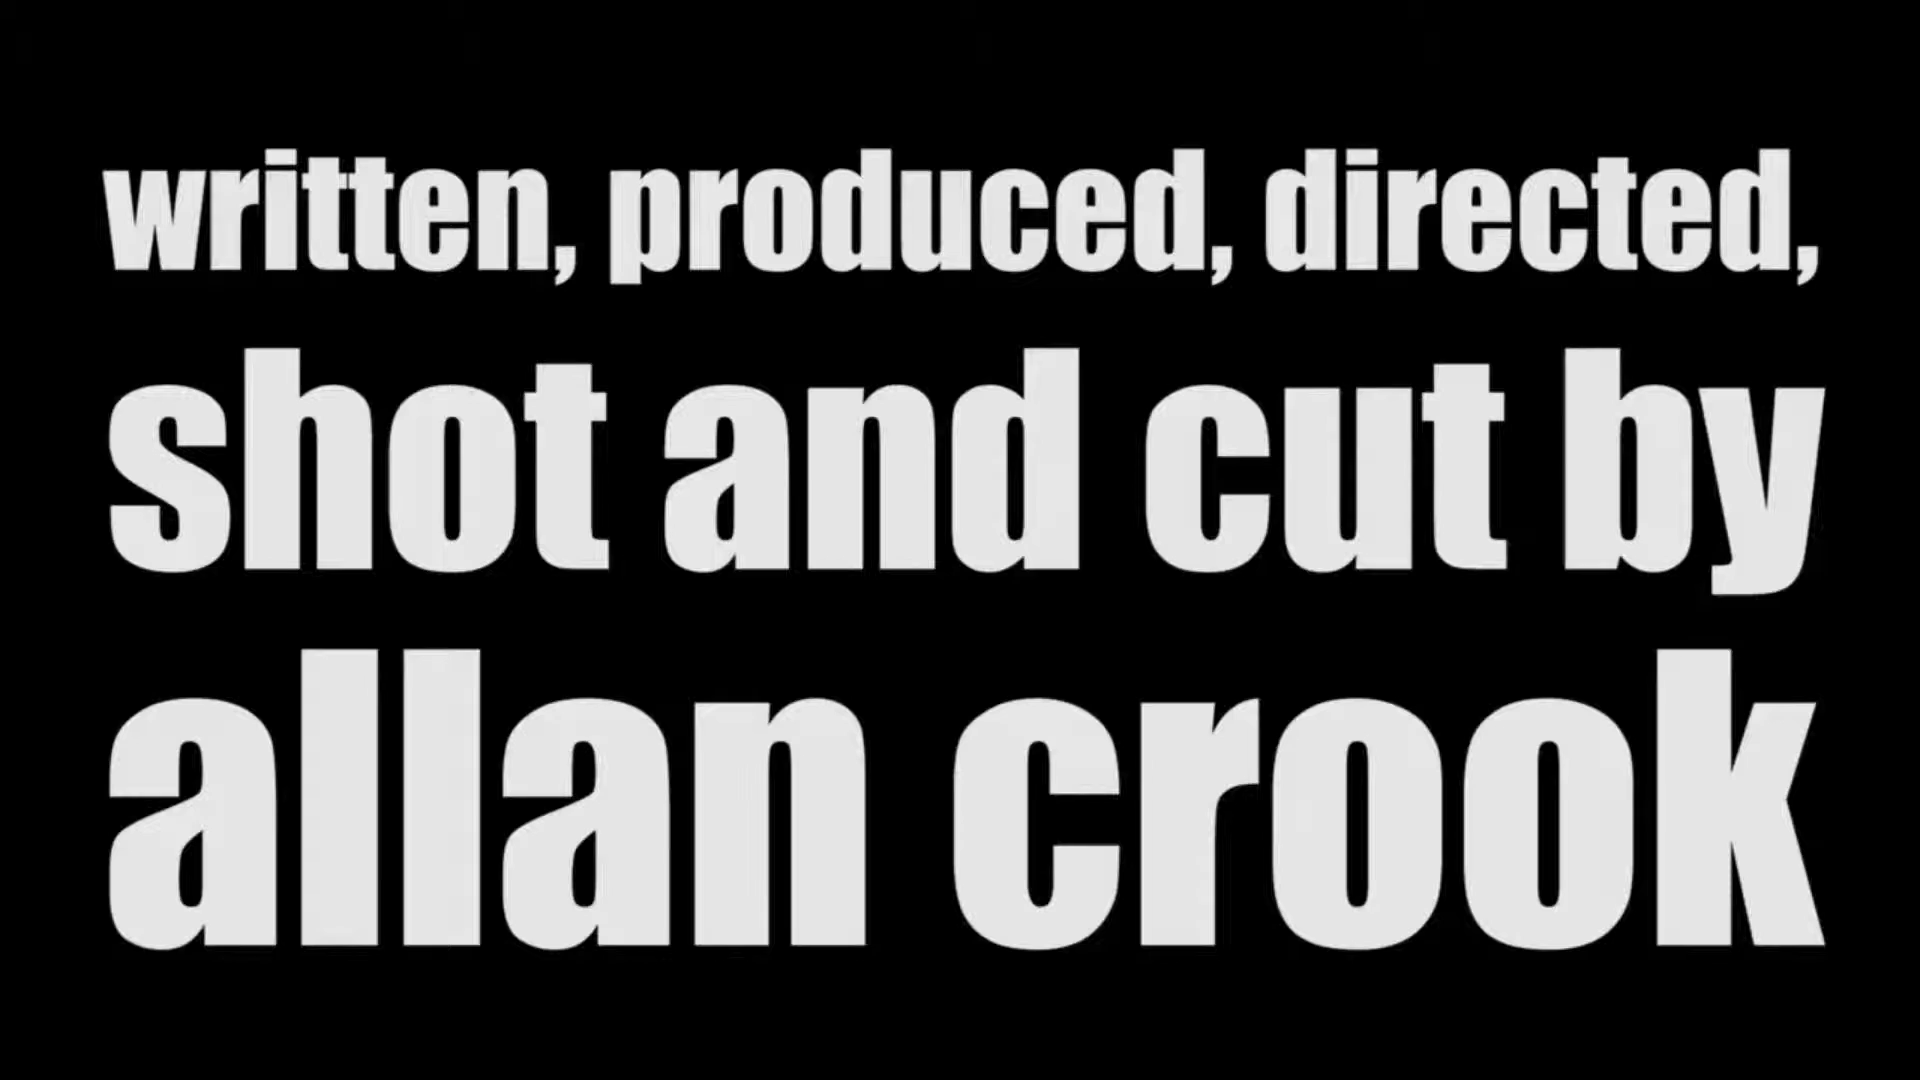 written, produced, directed,
shot and cut by
allan crook